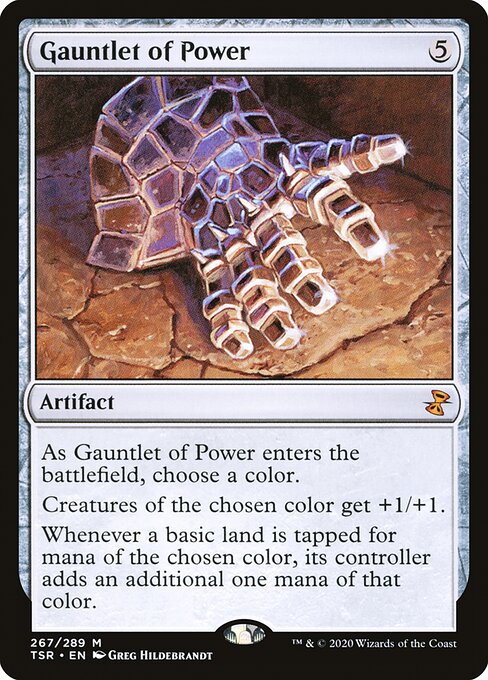 Gauntlet of Power 5
Artifact
As Gauntlet of Power enters the
battlefield, choose a color.
Creatures of the chosen color get +1/+1.
Whenever a basic land is tapped for
mana of the chosen color, its controller
adds an additional one mana of that
color.
267/289 M
TSR • EN Greg Hildebrandt
™ & © 2020 Wizards of the Coast